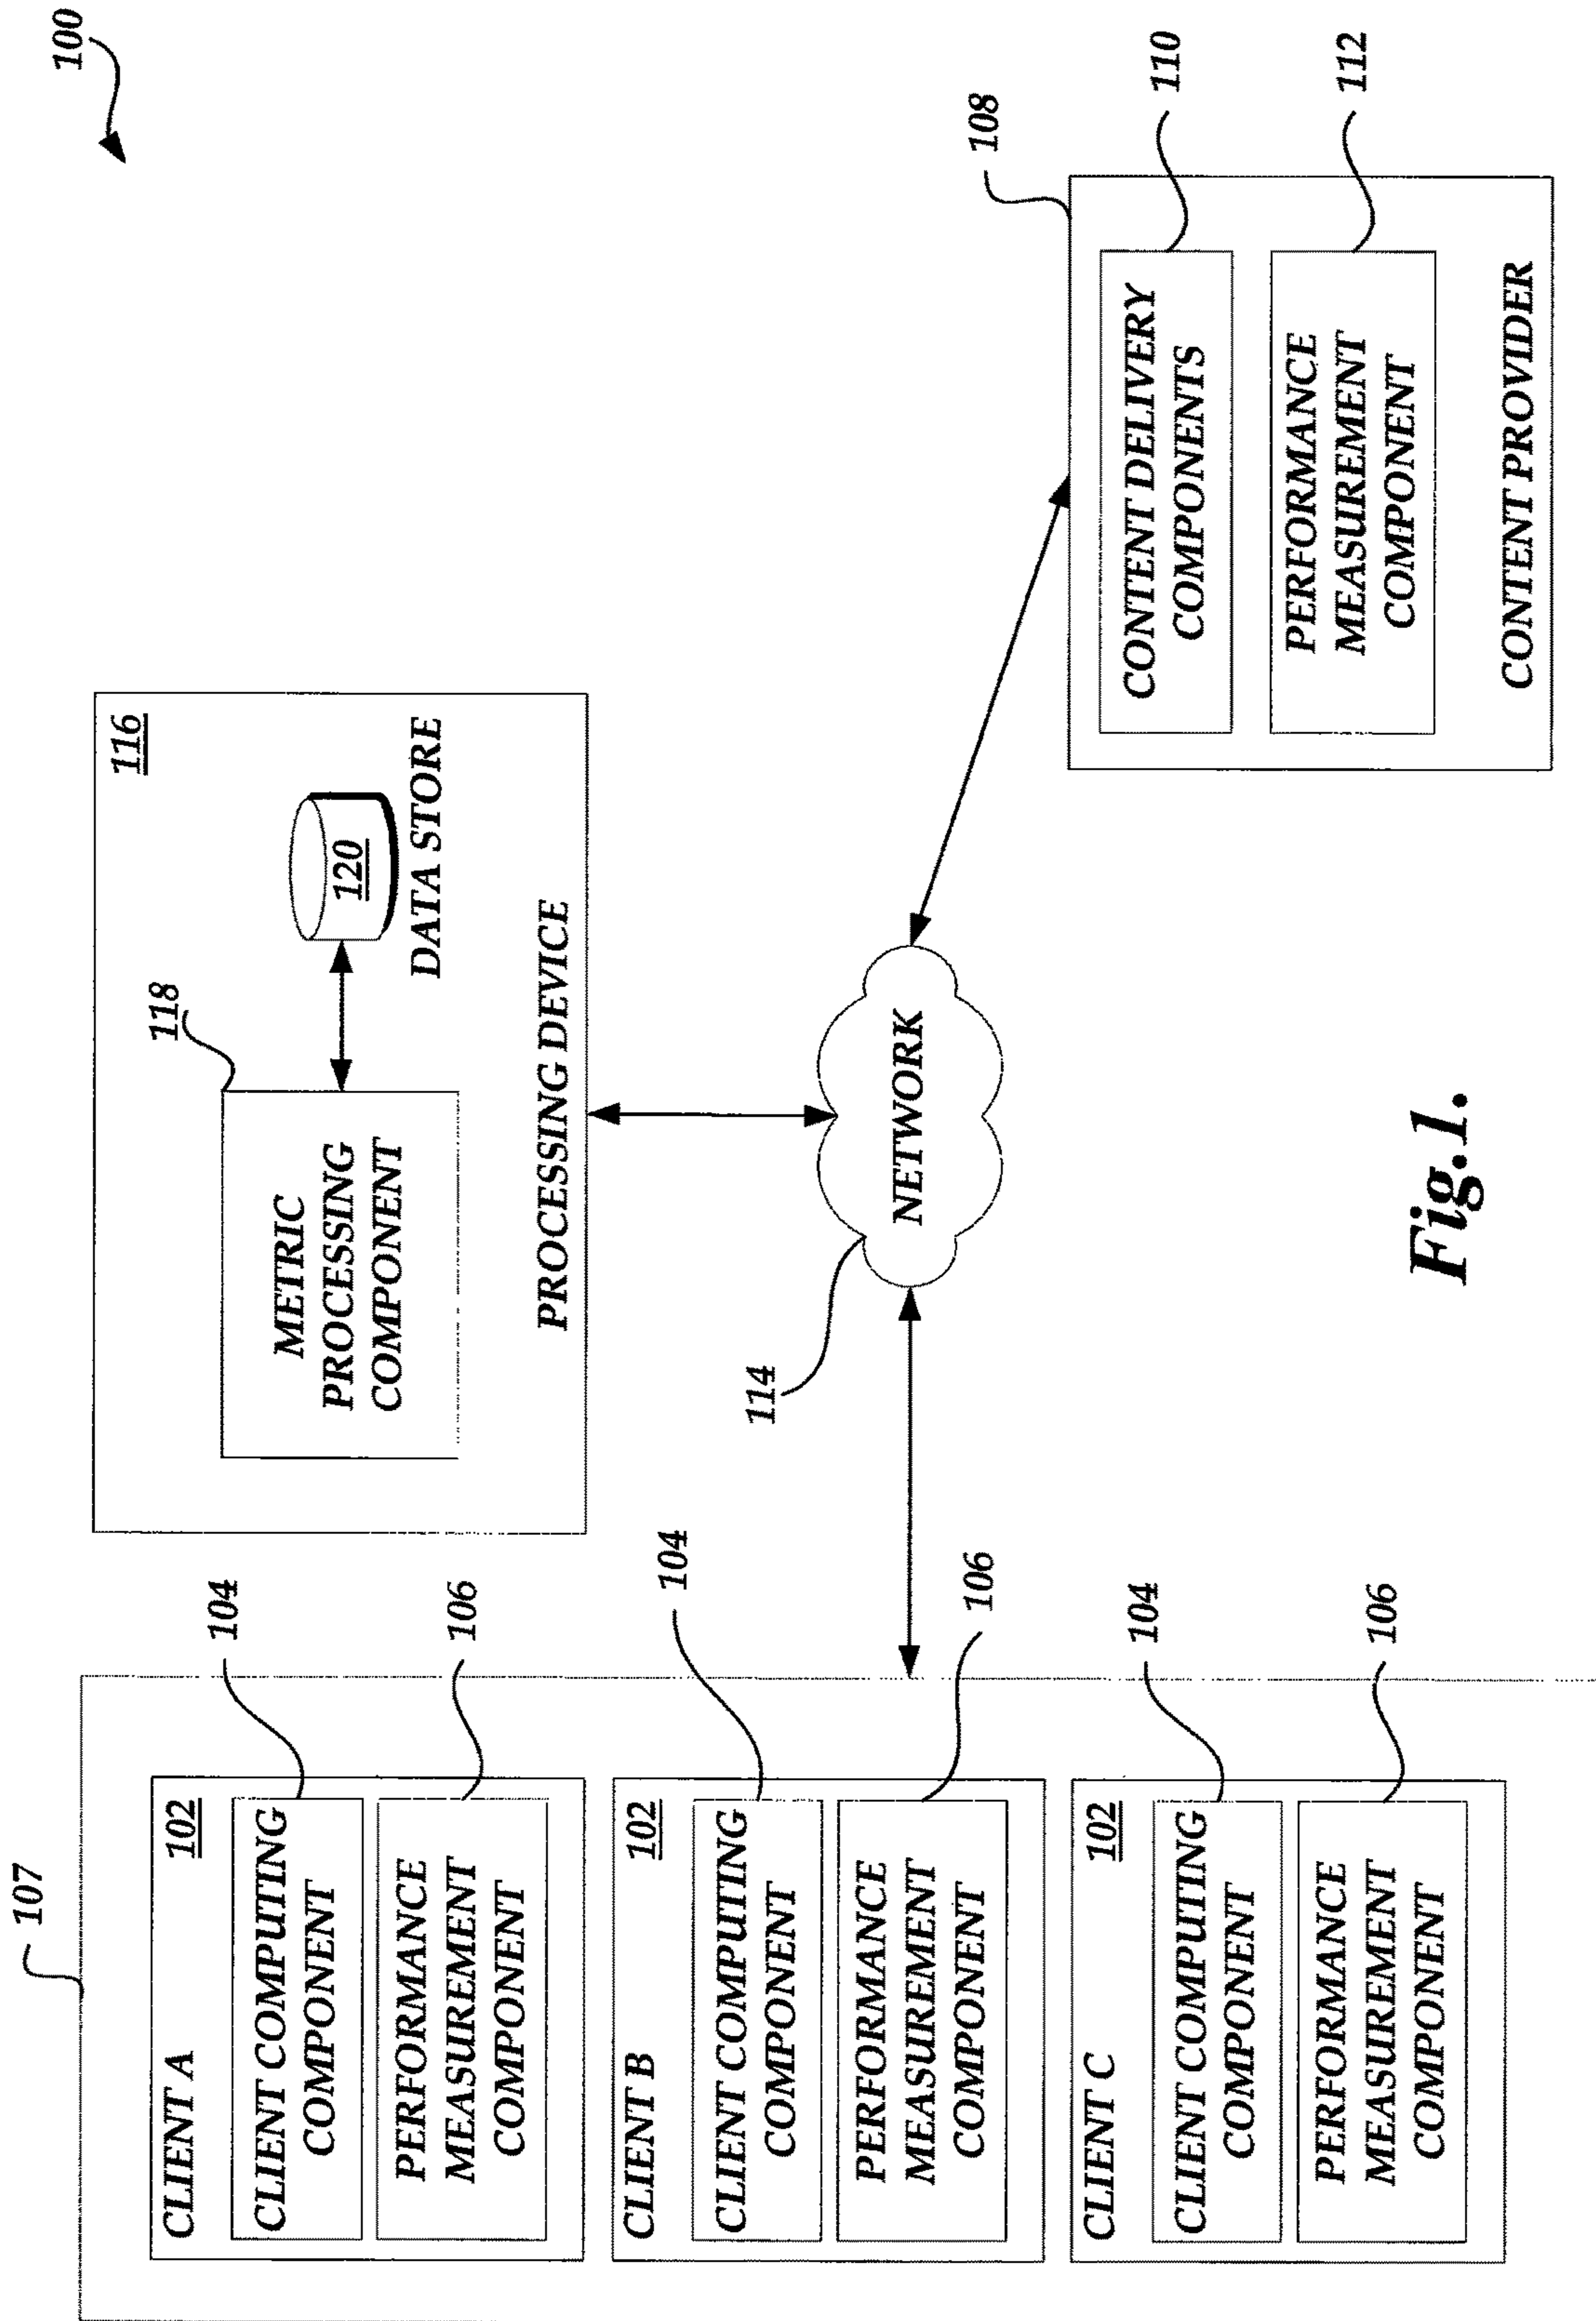 100
107
CLIENT A
102
CLIENT COMPUTING
COMPONENT
104
PERFORMANCE
MEASUREMENT
COMPONENT
106
CLIENT B
102
CLIENT COMPUTING
COMPONENT
104
PERFORMANCE
MEASUREMENT
COMPONENT
106
CLIENT C
102
CLIENT COMPUTING
COMPONENT
104
PERFORMANCE
MEASUREMENT
COMPONENT
106
116
118
METRIC
PROCESSING
COMPONENT
120
DATA STORE
PROCESSING DEVICE
114
NETWORK
108
CONTENT DELIVERY
COMPONENTS
110
PERFORMANCE
MEASUREMENT
COMPONENT
112
CONTENT PROVIDER
Fig.1.